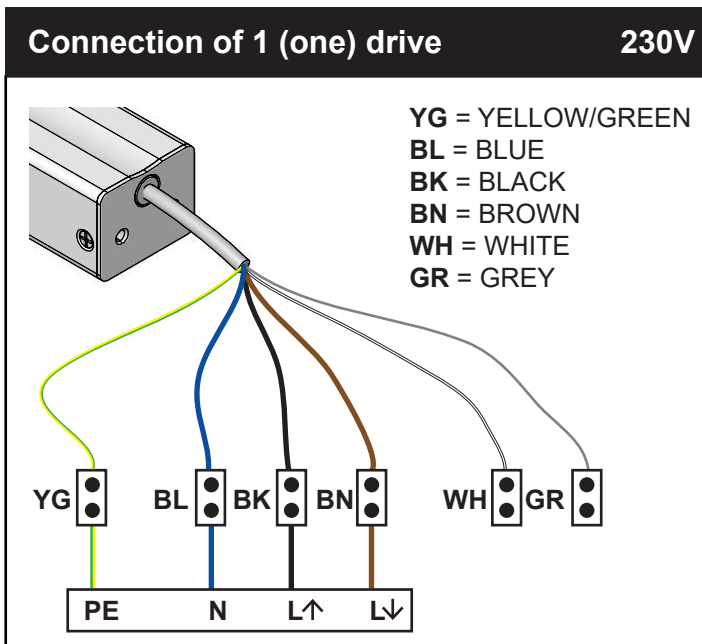 Connection of 1 (one) drive 230V
YG = YELLOW/GREEN
BL = BLUE
BK = BLACK
BN = BROWN
WH = WHITE
GR = GREY
YG BL BK BN WH GR
PE N L↑ L↓